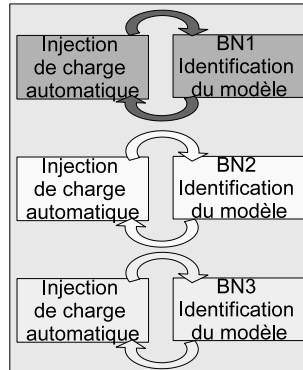 Injection
de charge
automatique
BN1
Identification
du modèle
Injection
de charge
automatique
BN2
Identification
du modèle
Injection
de charge
automatique
BN3
Identification
du modèle